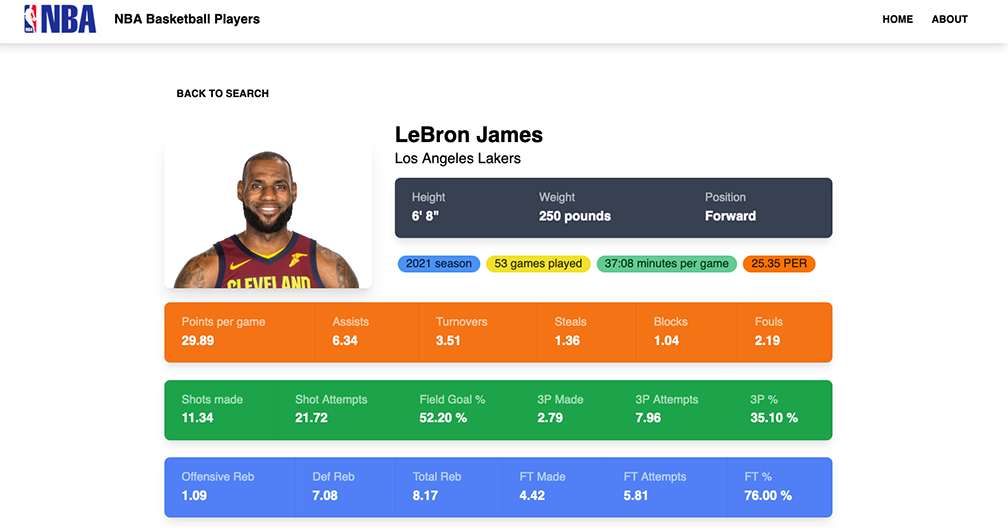 NBA NBA Basketball Players HOME ABOUT
BACK TO SEARCH
LeBron James
Los Angeles Lakers
Height Weight Position
6' 8" 250 pounds Forward
2021 season 53 games played 37:08 minutes per game 25.35 PER
CLEVELAND
Points per game Assists Turnovers Steals Blocks Fouls
29.89 6.34 3.51 1.36 1.04 2.19
Shots made Shot Attempts Field Goal % 3P Made 3P Attempts 3P %
11.34 21.72 52.20 % 2.79 7.96 35.10 %
Offensive Reb Def Reb Total Reb FT Made FT Attempts FT %
1.09 7.08 8.17 4.42 5.81 76.00 %